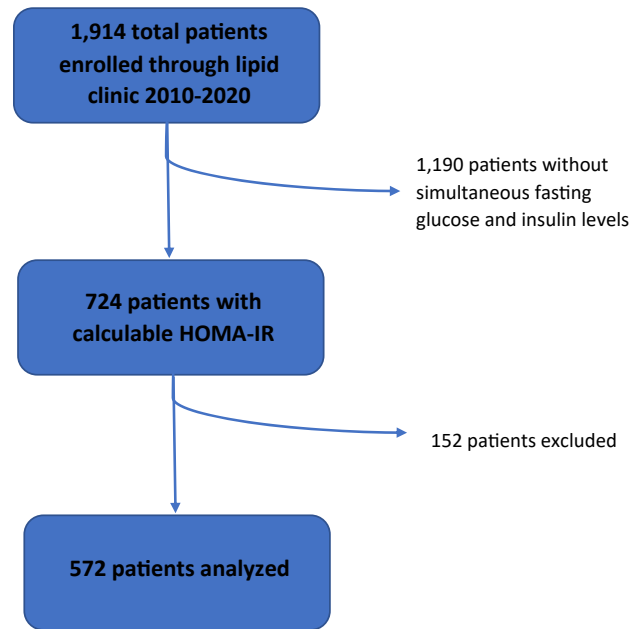 1,914 total patients
enrolled through lipid
clinic 2010-2020
1,190 patients without
simultaneous fasting
glucose and insulin levels
724 patients with
calculable HOMA-IR
152 patients excluded
572 patients analyzed